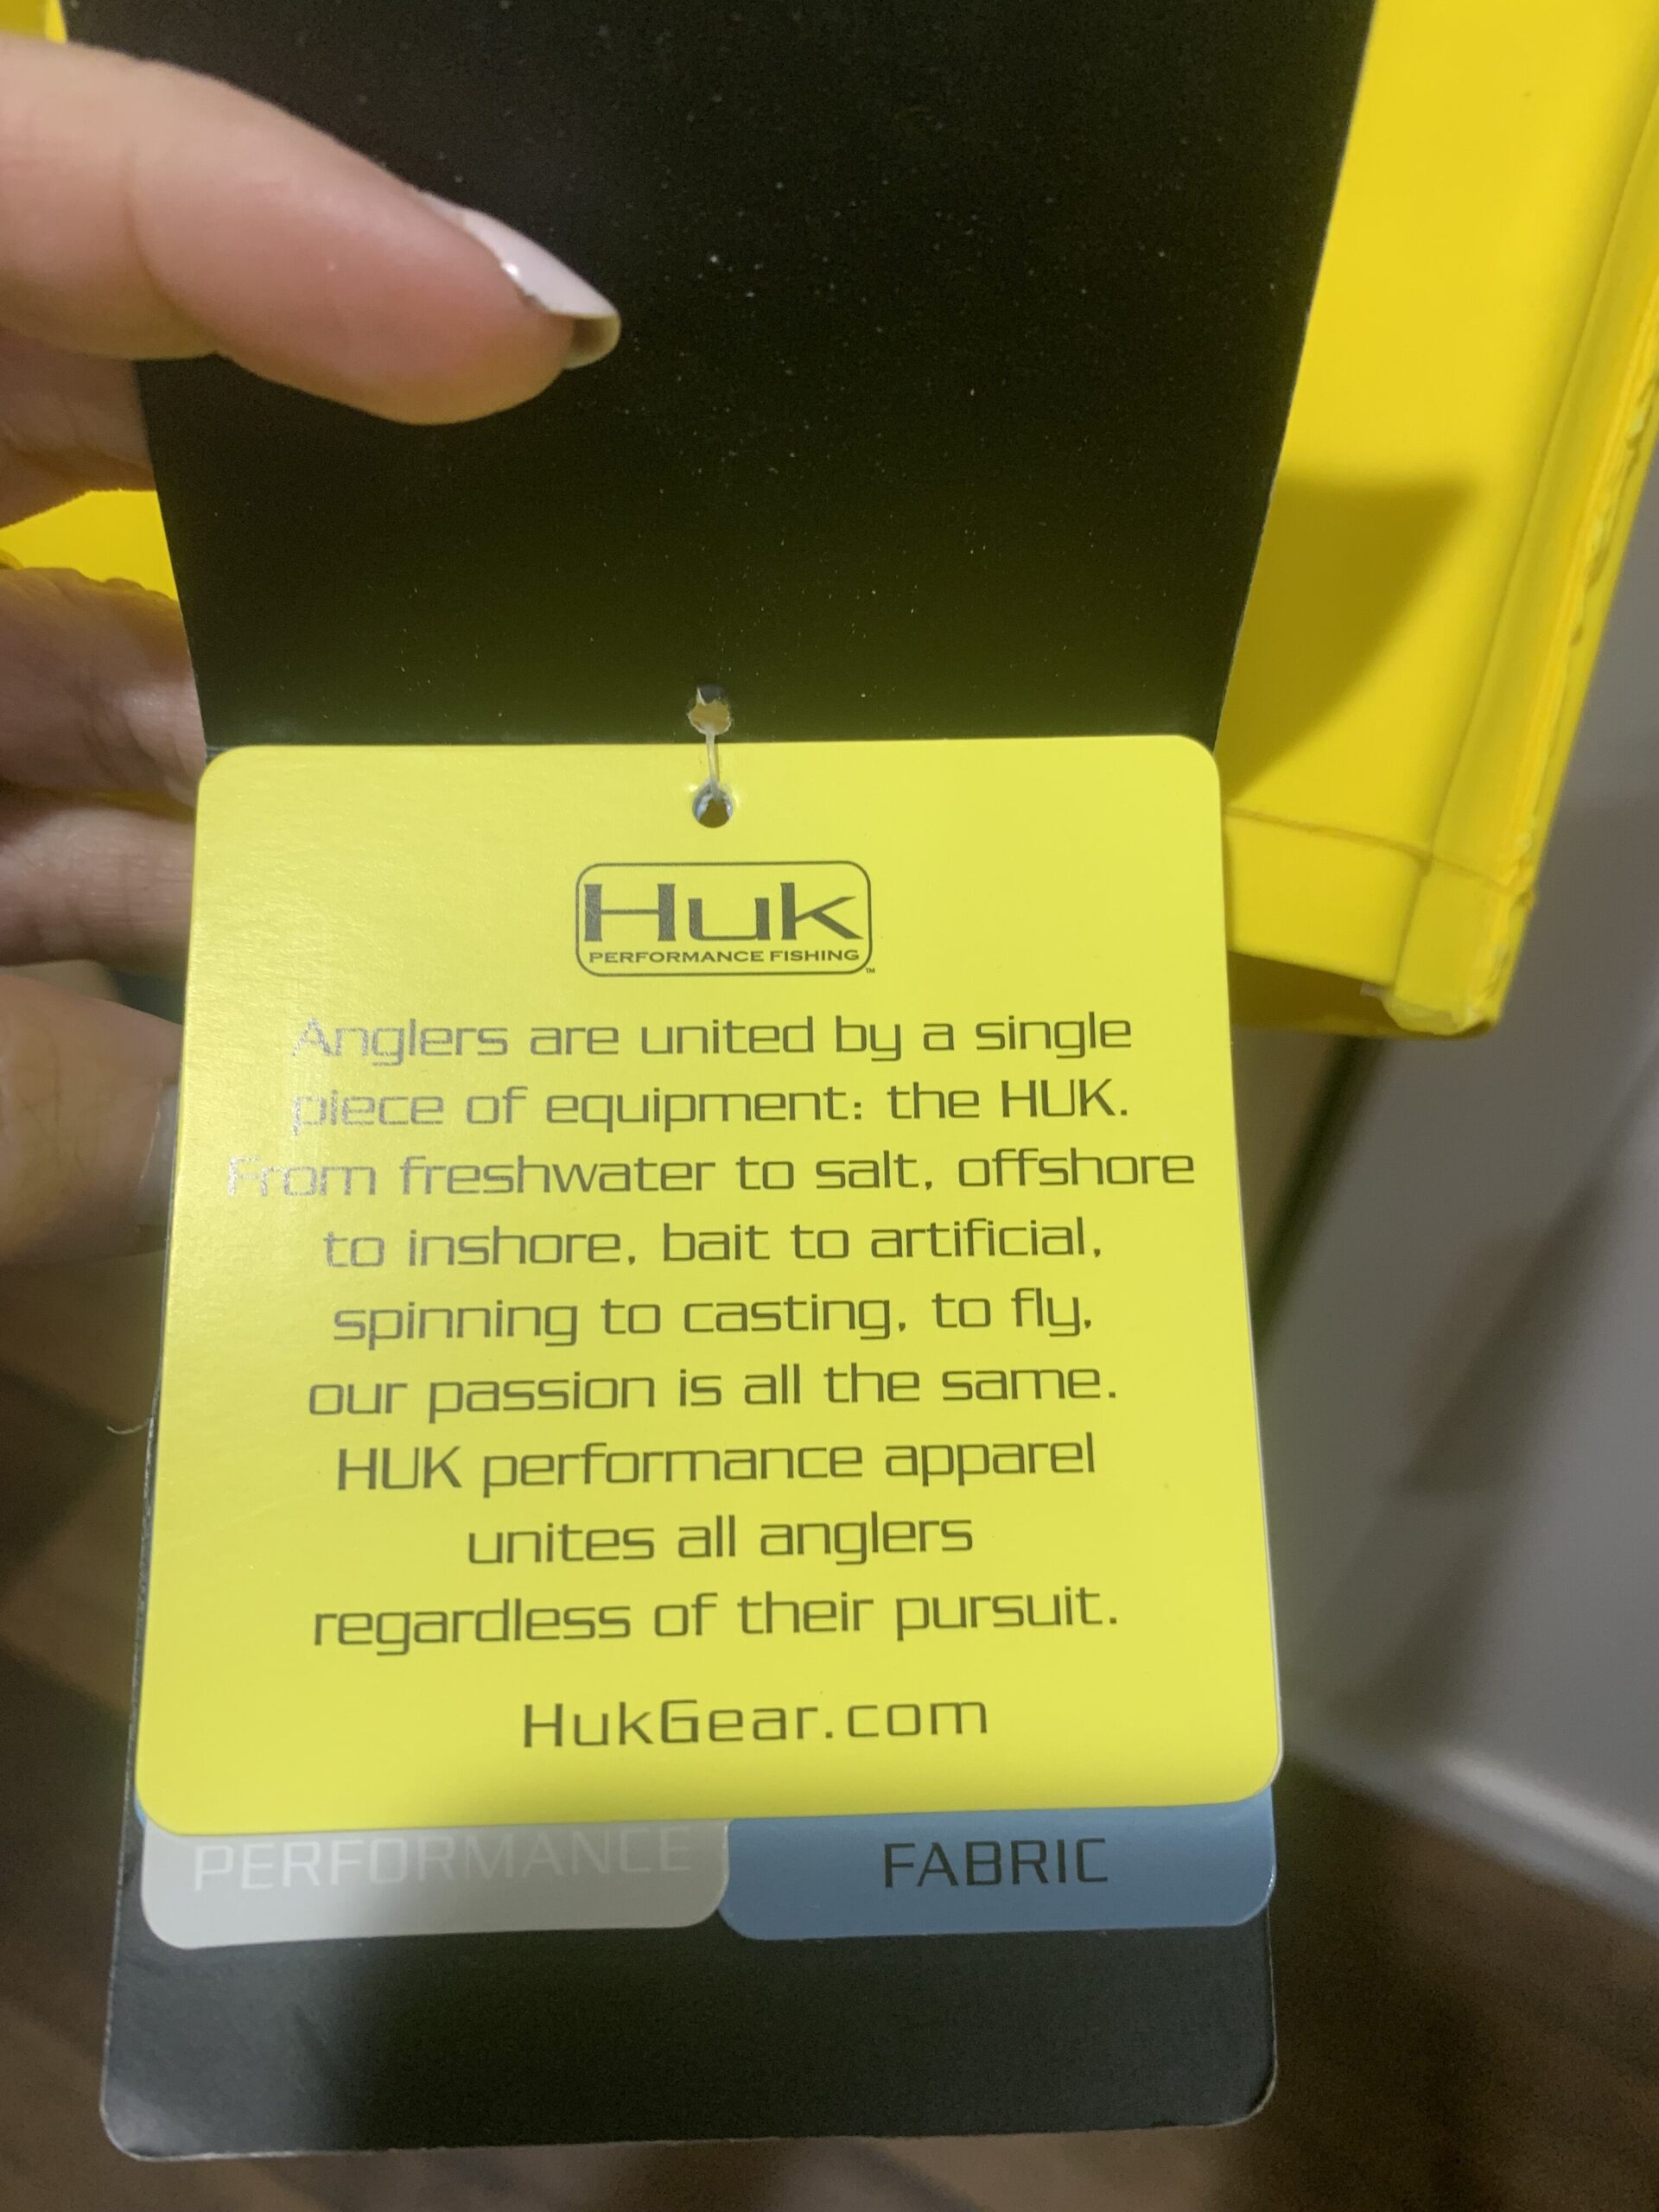 Huk
PERFORMANCE FISHING™
Anglers are united by a single
piece of equipment: the HUK.
From freshwater to salt, offshore
to inshore, bait to artificial,
spinning to casting, to fly,
our passion is all the same.
HUK performance apparel
unites all anglers
regardless of their pursuit.
HukGear.com
PERFORMANCE FABRIC